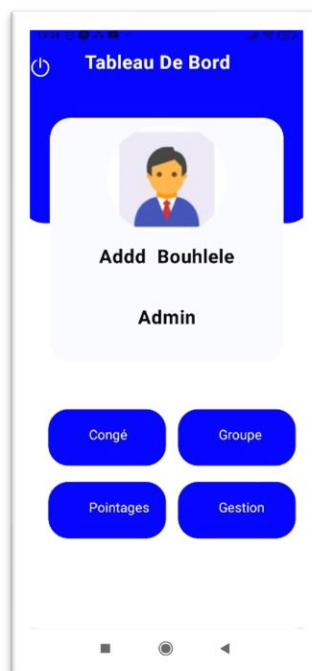 Tableau De Bord
Addd Bouhlele
Admin
Congé Groupe
Pointages Gestion